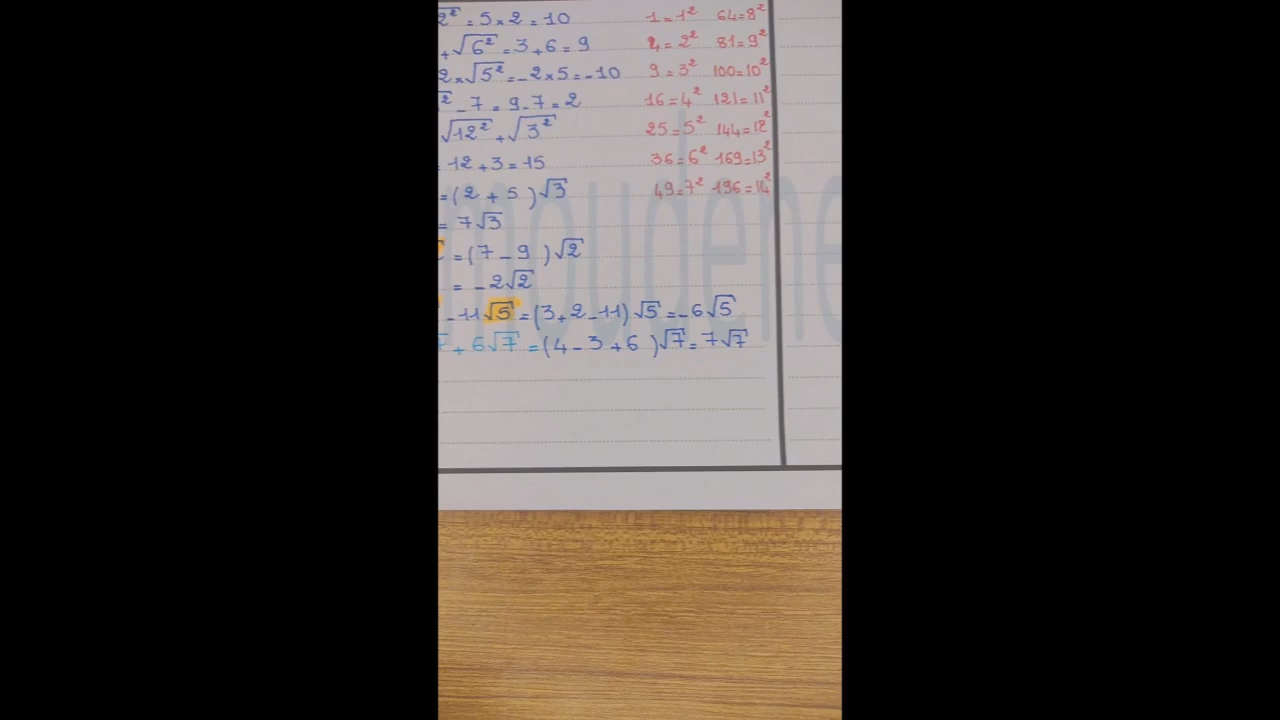 √2² = 5 × 2 = 10
+ √6² = 3 + 6 = 9
2 × √5² = - 2 × 5 = - 10
² - 7 = 9 - 7 = 2
√12² + √3²
= 12 + 3 = 15
= (2 + 5) √3
= 7√3
= (7 - 9) √2
= - 2√2
- 11√5 = (3 + 2 - 11) √5 = - 6√5
+ 6√7 = (4 - 3 + 6) √7 = 7√7
1 = 1² 64 = 8²
4 = 2² 81 = 9²
9 = 3² 100 = 10²
16 = 4² 121 = 11²
25 = 5² 144 = 12²
36 = 6² 169 = 13²
49 = 7² 196 = 14²
moudene